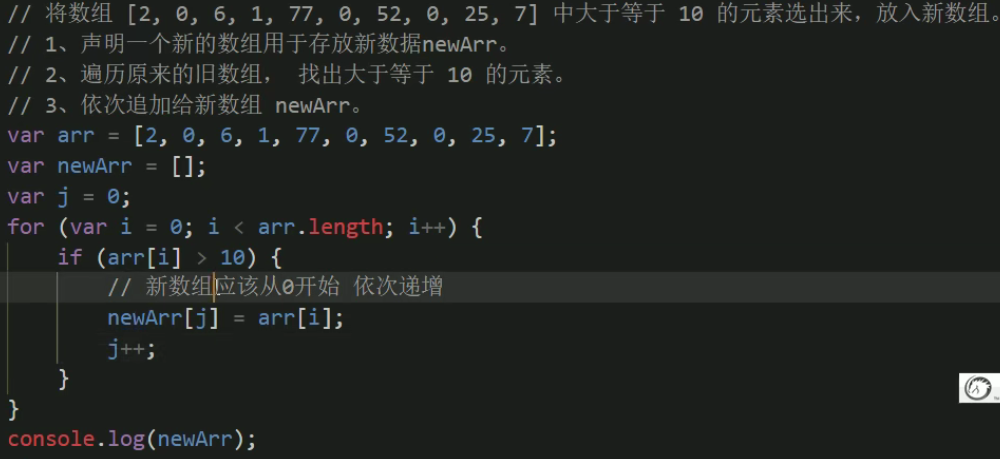 // 将数组 [2, 0, 6, 1, 77, 0, 52, 0, 25, 7] 中大于等于 10 的元素选出来，放入新数组。
// 1、声明一个新的数组用于存放新数据newArr。
// 2、遍历原来的旧数组， 找出大于等于 10 的元素。
// 3、依次追加给新数组 newArr。
var arr = [2, 0, 6, 1, 77, 0, 52, 0, 25, 7];
var newArr = [];
var j = 0;
for (var i = 0; i < arr.length; i++) {
    if (arr[i] > 10) {
        // 新数组应该从0开始 依次递增
        newArr[j] = arr[i];
        j++;
    }
}
console.log(newArr);